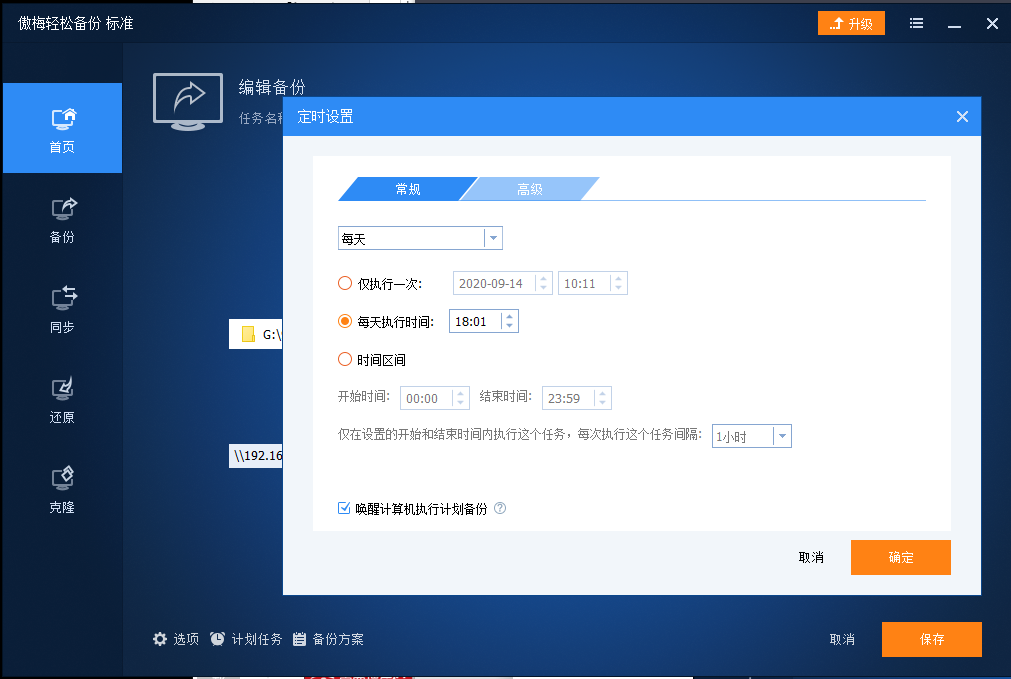 傲梅轻松备份 标准
升级
首页
备份
同步
还原
克隆
编辑备份
任务名
定时设置
常规
高级
每天
仅执行一次:
2020-09-14
10:11
每天执行时间:
18:01
时间区间
开始时间:
00:00
结束时间:
23:59
仅在设置的开始和结束时间内执行这个任务，每次执行这个任务间隔:
1小时
唤醒计算机执行计划备份
取消
确定
G:\
\\192.16
选项
计划任务
备份方案
取消
保存